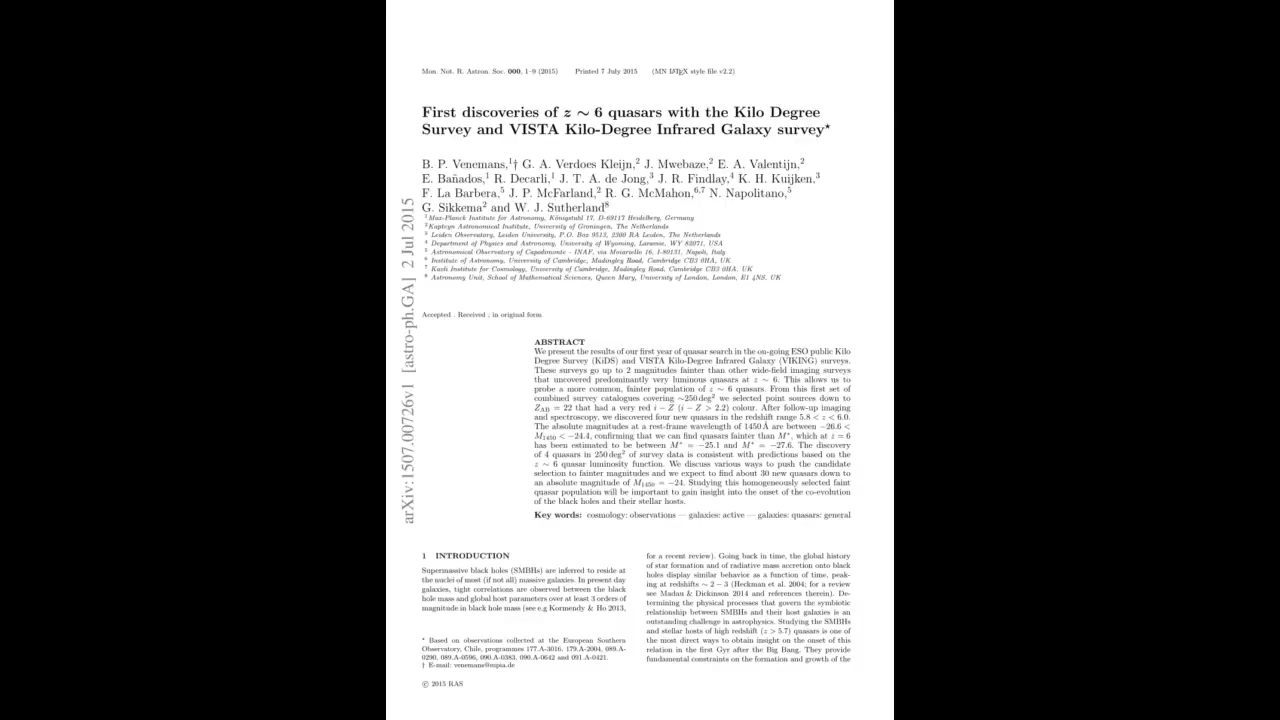 Mon. Not. R. Astron. Soc. 000, 1–9 (2015) Printed 7 July 2015 (MN LATEX style file v2.2)
First discoveries of z ∼ 6 quasars with the Kilo Degree
Survey and VISTA Kilo-Degree Infrared Galaxy survey⋆
B. P. Venemans,1† G. A. Verdoes Kleijn,2 J. Mwebaze,2 E. A. Valentijn,2
E. Bañados,1 R. Decarli,1 J. T. A. de Jong,3 J. R. Findlay,4 K. H. Kuijken,3
F. La Barbera,5 J. P. McFarland,2 R. G. McMahon,6,7 N. Napolitano,5
G. Sikkema2 and W. J. Sutherland8
1 Max-Planck Institute for Astronomy, Königstuhl 17, D-69117 Heidelberg, Germany
2 Kapteyn Astronomical Institute, University of Groningen, The Netherlands
3 Leiden Observatory, Leiden University, P.O. Box 9513, 2300 RA Leiden, The Netherlands
4 Department of Physics and Astronomy, University of Wyoming, Laramie, WY 82071, USA
5 Astronomical Observatory of Capodimonte - INAF, via Moiariello 16, I-80131, Napoli, Italy
6 Institute of Astronomy, University of Cambridge, Madingley Road, Cambridge CB3 0HA, UK
7 Kavli Institute for Cosmology, University of Cambridge, Madingley Road, Cambridge CB3 0HA, UK
8 Astronomy Unit, School of Mathematical Sciences, Queen Mary, University of London, London, E1 4NS, UK
arXiv:1507.00726v1 [astro-ph.GA] 2 Jul 2015
Accepted . Received ; in original form
ABSTRACT
We present the results of our first year of quasar search in the on-going ESO public Kilo
Degree Survey (KiDS) and VISTA Kilo-Degree Infrared Galaxy (VIKING) surveys.
These surveys go up to 2 magnitudes fainter than other wide-field imaging surveys
that uncovered predominantly very luminous quasars at z ∼ 6. This allows us to
probe a more common, fainter population of z ∼ 6 quasars. From this first set of
combined survey catalogues covering ∼250 deg2 we selected point sources down to
ZAB = 22 that had a very red i − Z (i − Z > 2.2) colour. After follow-up imaging
and spectroscopy, we discovered four new quasars in the redshift range 5.8 < z < 6.0.
The absolute magnitudes at a rest-frame wavelength of 1450 Å are between −26.6 <
M1450 < −24.4, confirming that we can find quasars fainter than M*, which at z = 6
has been estimated to be between M* = −25.1 and M* = −27.6. The discovery
of 4 quasars in 250 deg2 of survey data is consistent with predictions based on the
z ∼ 6 quasar luminosity function. We discuss various ways to push the candidate
selection to fainter magnitudes and we expect to find about 30 new quasars down to
an absolute magnitude of M1450 = −24. Studying this homogeneously selected faint
quasar population will be important to gain insight into the onset of the co-evolution
of the black holes and their stellar hosts.
Key words: cosmology: observations — galaxies: active — galaxies: quasars: general
1 INTRODUCTION
Supermassive black holes (SMBHs) are inferred to reside at
the nuclei of most (if not all) massive galaxies. In present day
galaxies, tight correlations are observed between the black
hole mass and global host parameters over at least 3 orders of
magnitude in black hole mass (see e.g Kormendy & Ho 2013,
⋆ Based on observations collected at the European Southern
Observatory, Chile, programmes 177.A-3016, 179.A-2004, 089.A-
0290, 089.A-0596, 090.A-0383, 090.A-0642 and 091.A-0421.
† E-mail: venemans@mpia.de
© 2015 RAS
for a recent review). Going back in time, the global history
of star formation and of radiative mass accretion onto black
holes display similar behavior as a function of time, peak-
ing at redshifts ∼ 2 − 3 (Heckman et al. 2004; for a review
see Madau & Dickinson 2014 and references therein). De-
termining the physical processes that govern the symbiotic
relationship between SMBHs and their host galaxies is an
outstanding challenge in astrophysics. Studying the SMBHs
and stellar hosts of high redshift (z > 5.7) quasars is one of
the most direct ways to obtain insight on the onset of this
relation in the first Gyr after the Big Bang. They provide
fundamental constraints on the formation and growth of the